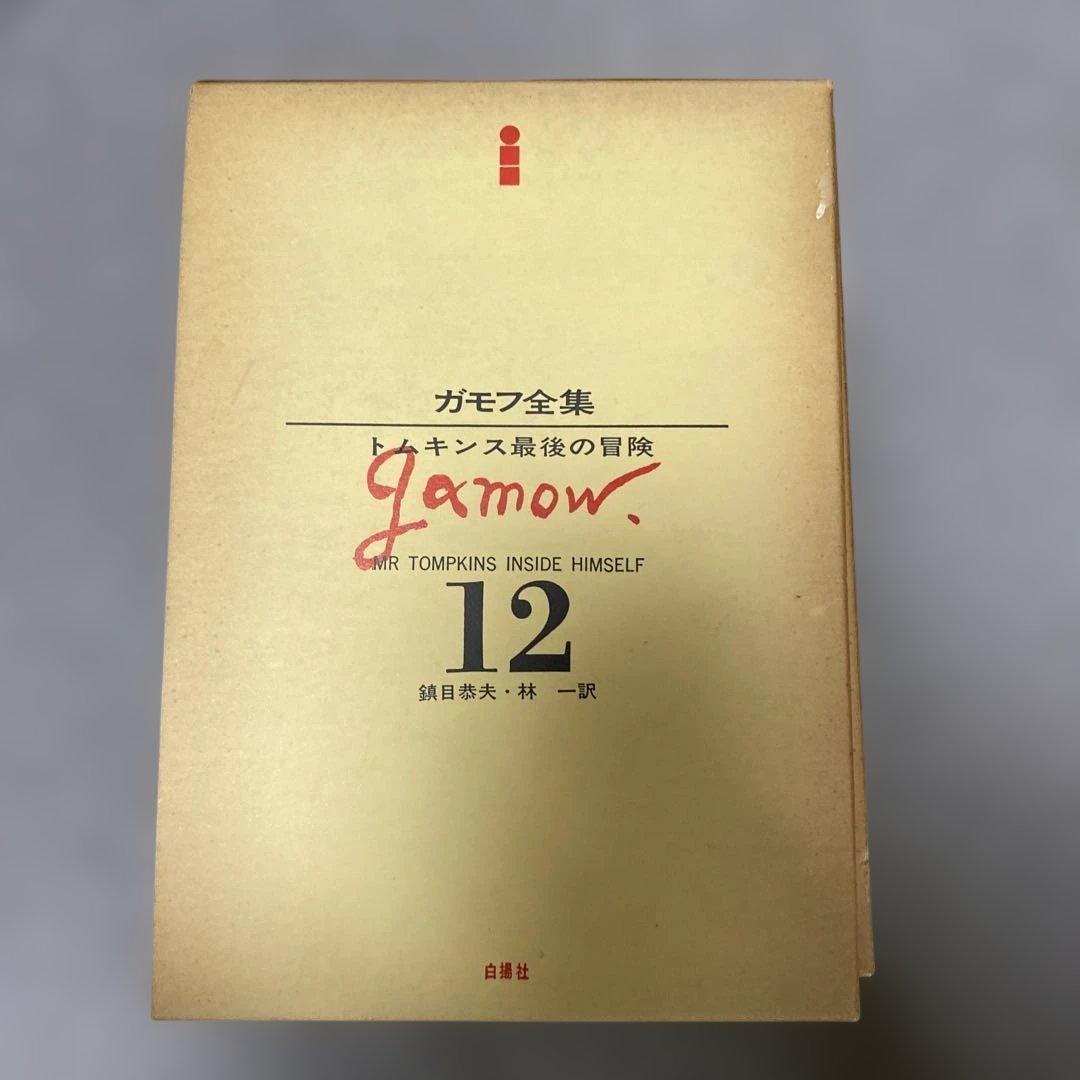 ガモフ全集
トムキンス最後の冒険
gamow.
MR TOMPKINS INSIDE HIMSELF
12
鎮目恭夫・林 一訳
白揚社